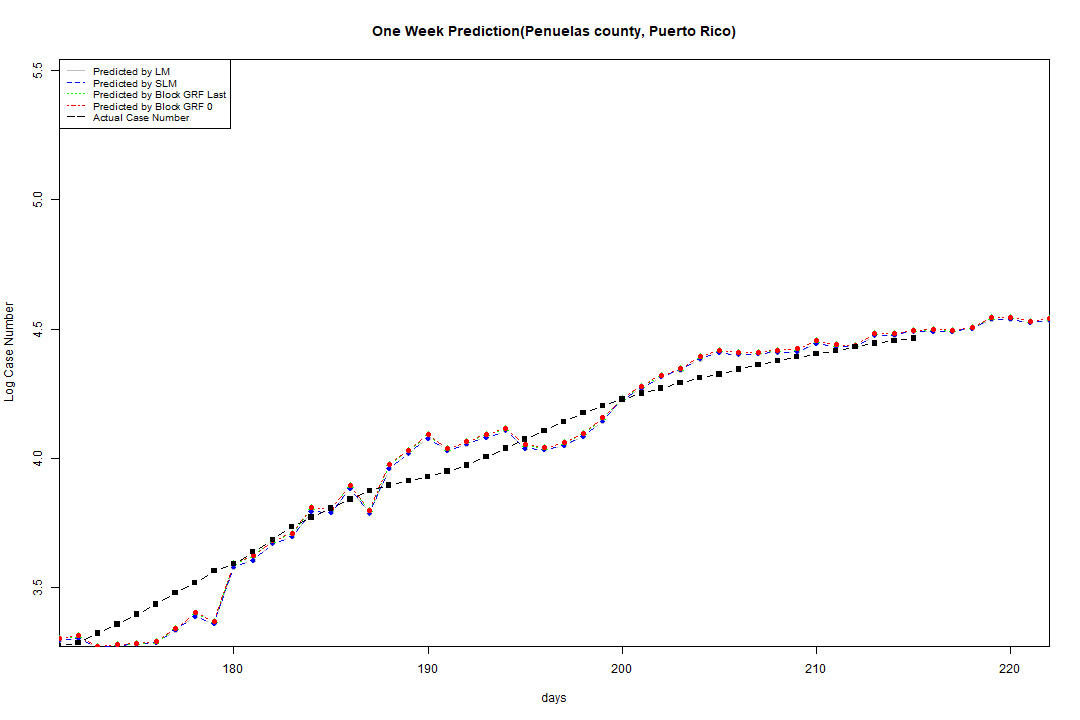 One Week Prediction(Penuelas county, Puerto Rico)
Predicted by LM
Predicted by SLM
Predicted by Block GRF Last
Predicted by Block GRF 0
Actual Case Number
5.5
5.0
4.5
4.0
3.5
Log Case Number
180 190 200 210 220
days